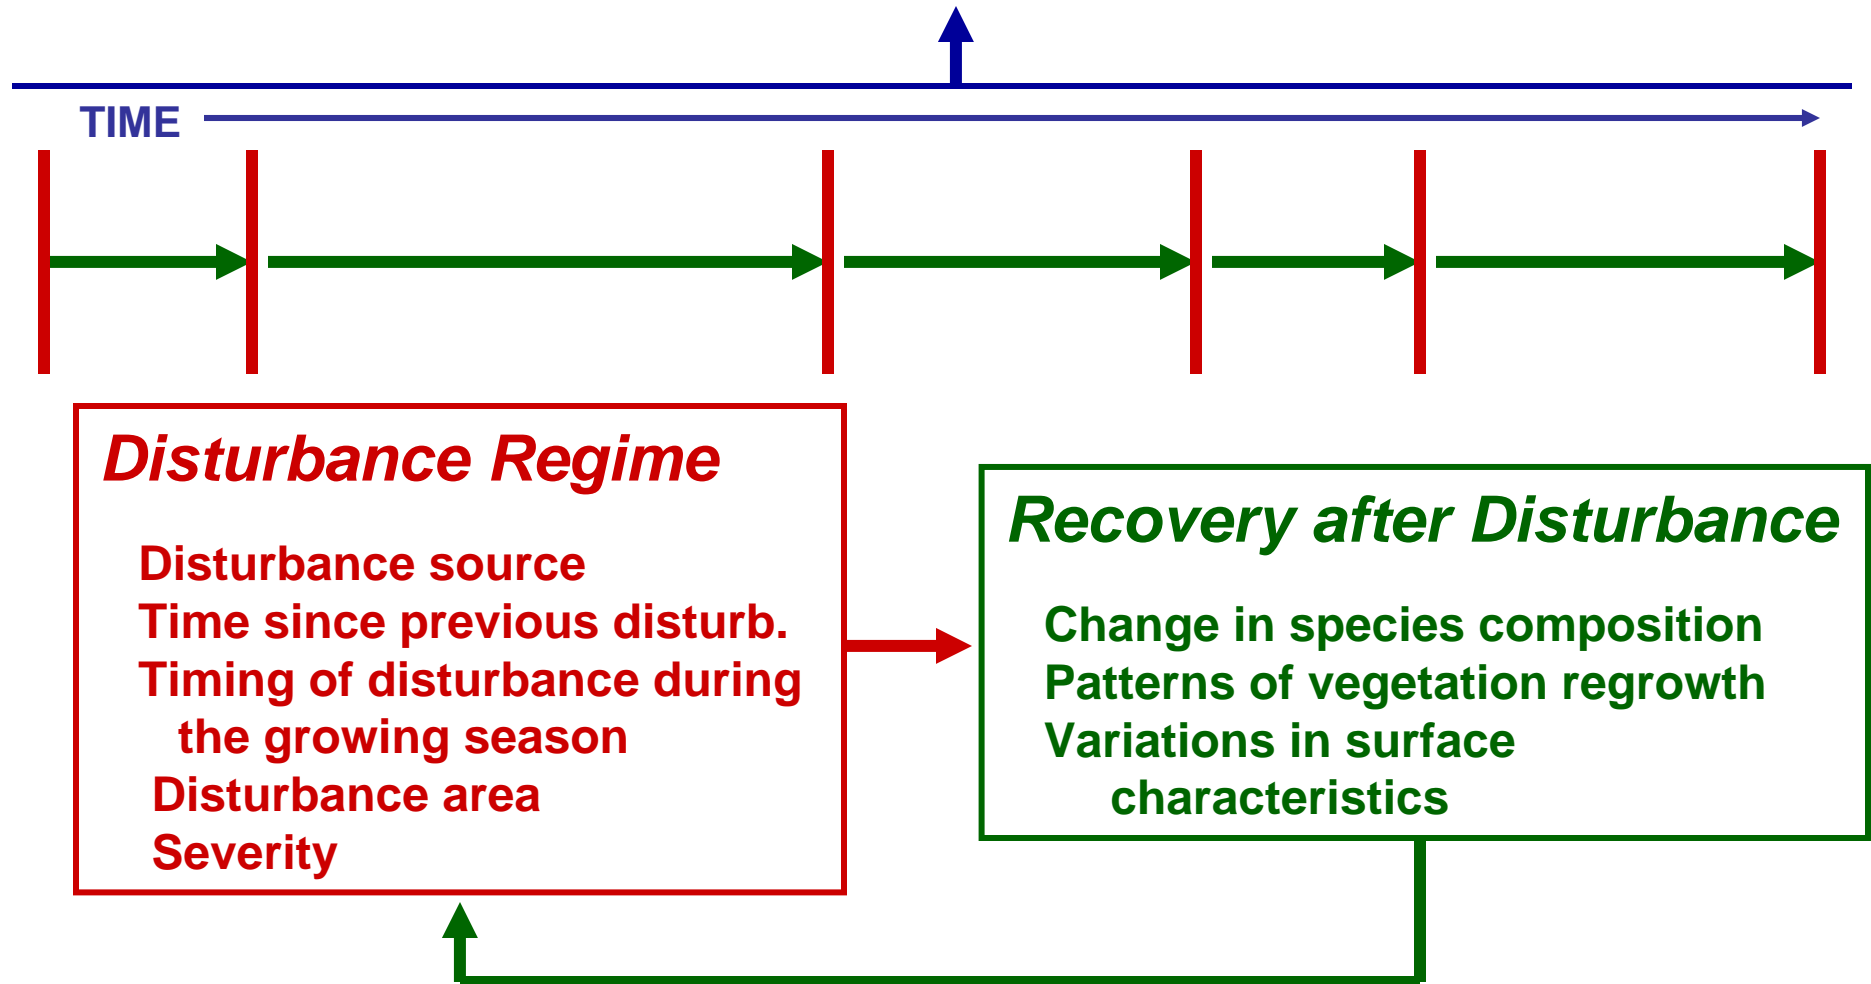 TIME
Disturbance Regime
Disturbance source
Time since previous disturb.
Timing of disturbance during
the growing season
Disturbance area
Severity
Recovery after Disturbance
Change in species composition
Patterns of vegetation regrowth
Variations in surface
characteristics